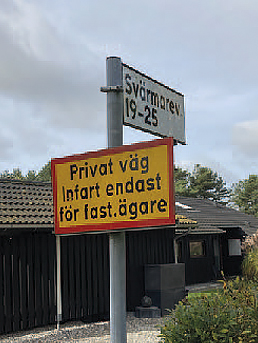 Svärmarev.
19-25
Privat väg
Infart endast
för fast.ägare